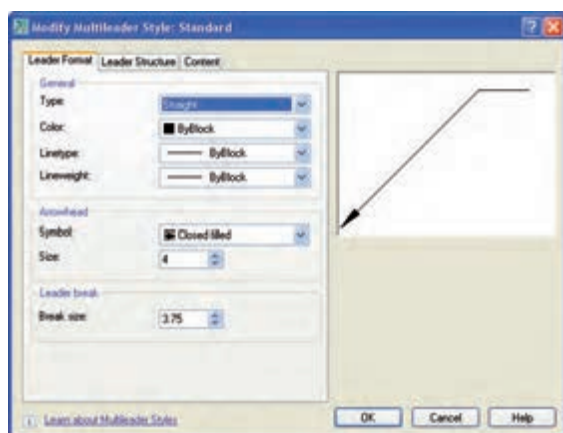 Modify Multileader Style: Standard
Leader Format Leader Structure Content
General
Type: Straight
Color: ByBlock
Linetype: ByBlock
Lineweight: ByBlock
Arrowhead
Symbol: Closed filled
Size: 4
Leader break
Break size: 3.75
Learn about Multileader Styles
OK Cancel Help